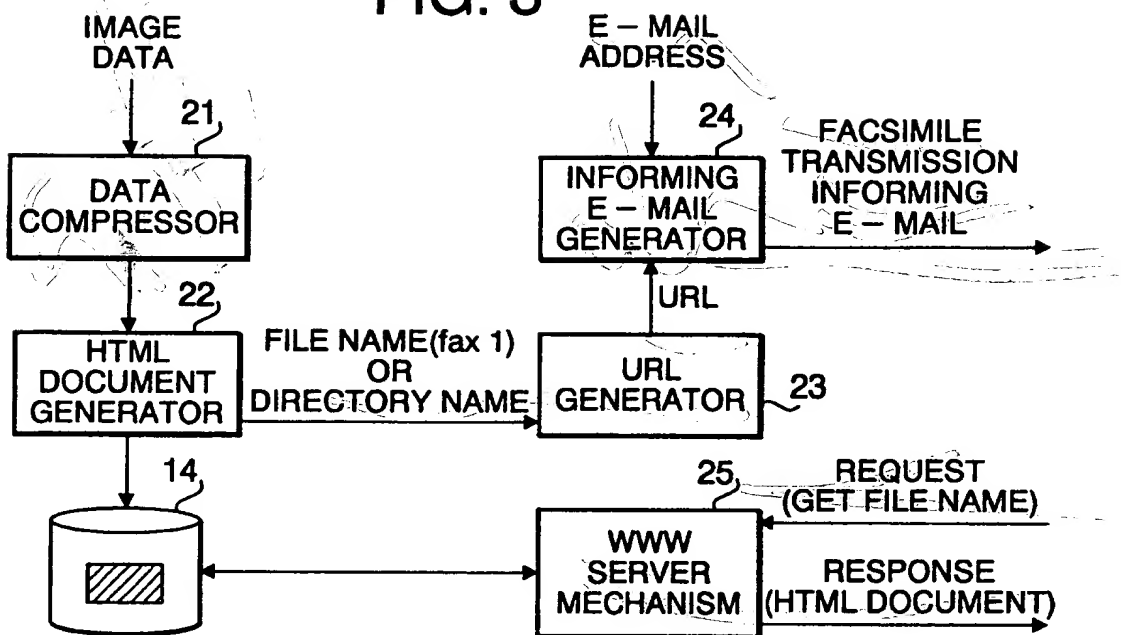 IMAGE
DATA
E – MAIL
ADDRESS
21
DATA
COMPRESSOR
24
INFORMING
E – MAIL
GENERATOR
FACSIMILE
TRANSMISSION
INFORMING
E – MAIL
22
HTML
DOCUMENT
GENERATOR
FILE NAME(fax 1)
OR
DIRECTORY NAME
URL
URL
GENERATOR
23
14
25
WWW
SERVER
MECHANISM
REQUEST
(GET FILE NAME)
RESPONSE
(HTML DOCUMENT)